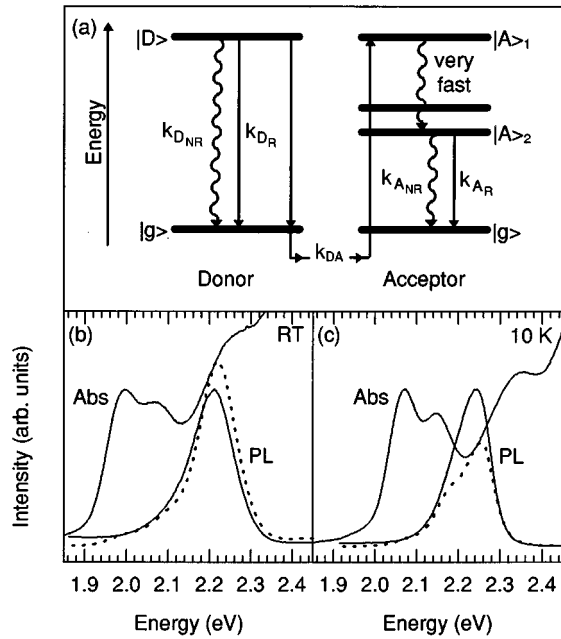 (a)
Energy
|D>
|A>₁
very
fast
|A>₂
k_DNR
k_DR
k_ANR
k_AR
|g>
|g>
k_DA
Donor
Acceptor
(b)
RT
(c)
10 K
Intensity (arb. units)
Abs
PL
Abs
PL
1.9 2.0 2.1 2.2 2.3 2.4
1.9 2.0 2.1 2.2 2.3 2.4
Energy (eV)
Energy (eV)